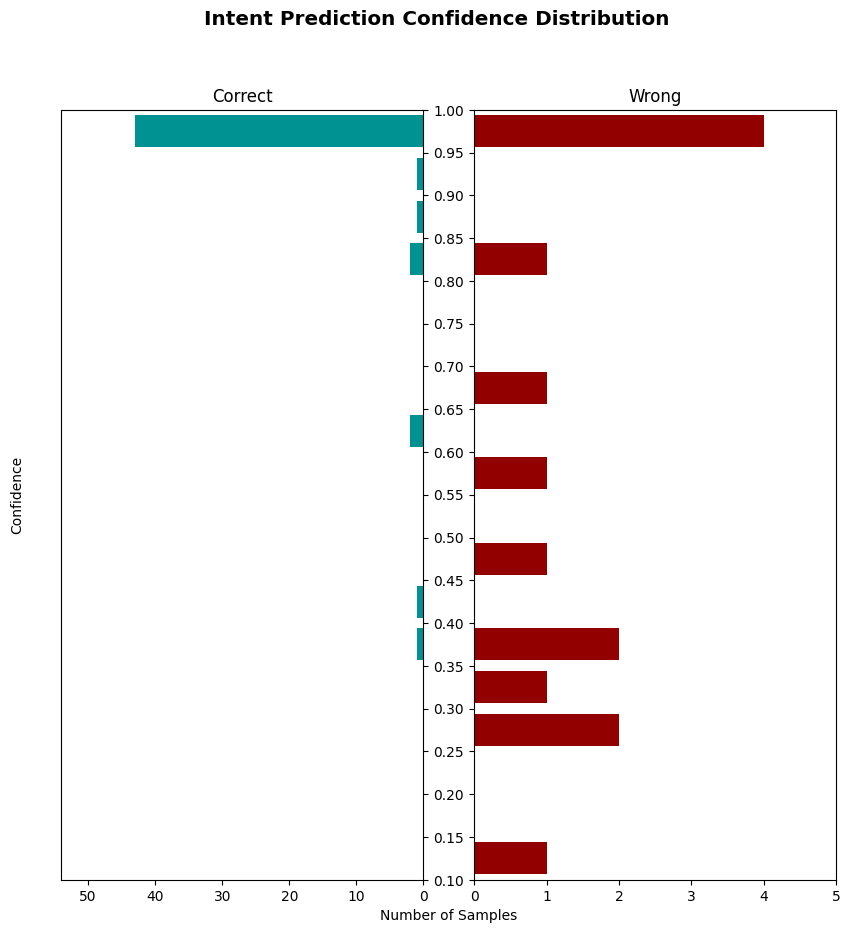 Intent Prediction Confidence Distribution
Correct
Wrong
1.00
0.95
0.90
0.85
0.80
0.75
0.70
0.65
0.60
0.55
0.50
0.45
0.40
0.35
0.30
0.25
0.20
0.15
0.10
Confidence
50 40 30 20 10 0
0 1 2 3 4 5
Number of Samples